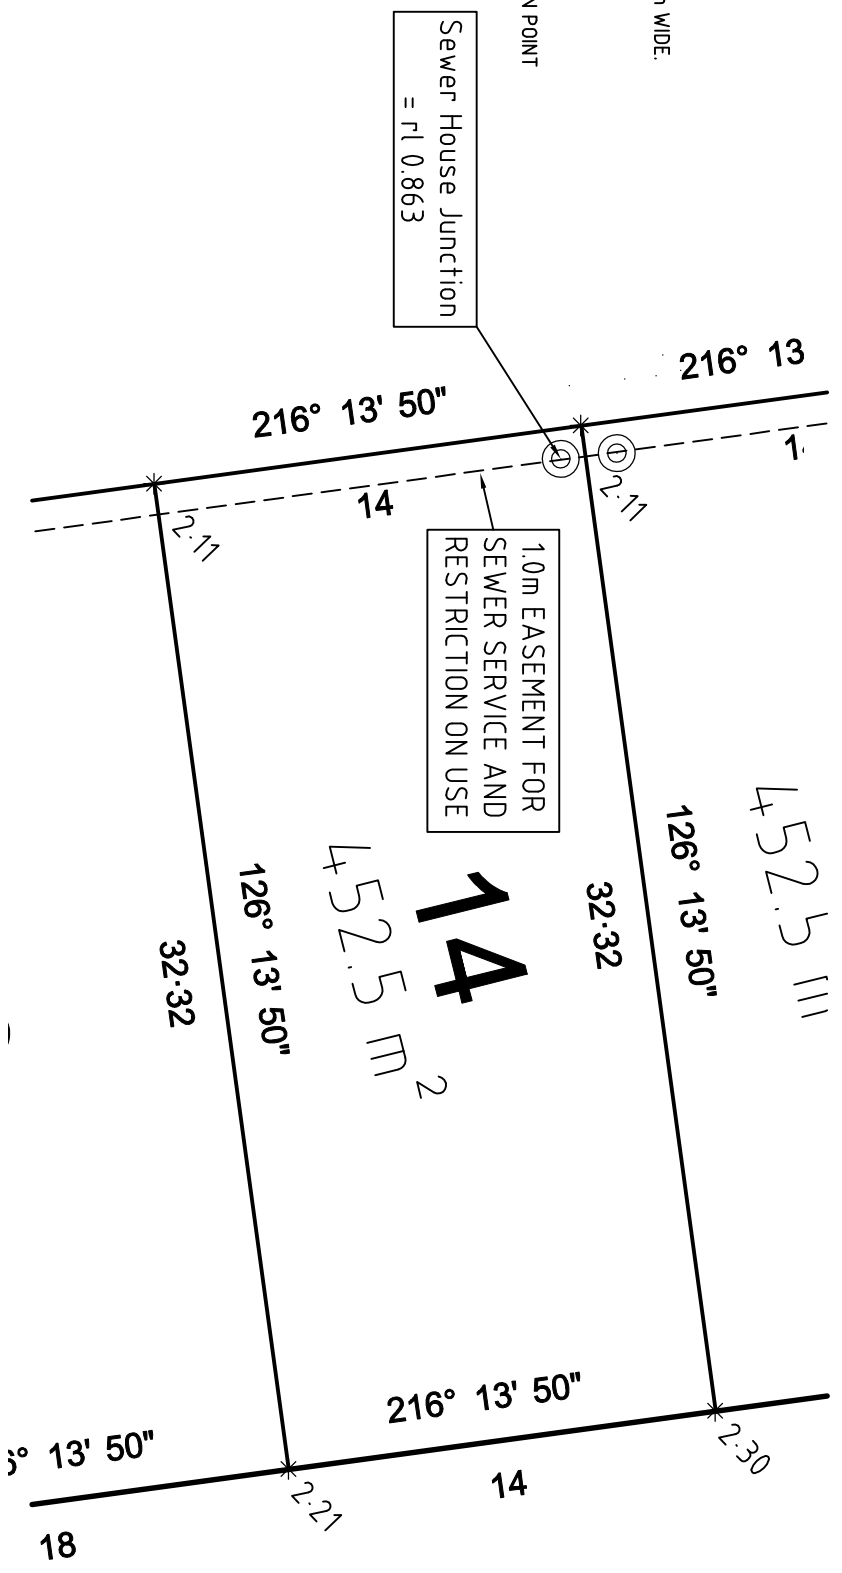 WIDE.
N POINT
Sewer House Junction
= rl 0.863
216° 13
216° 13' 50"
14
2·11
2·11
1.0m EASEMENT FOR
SEWER SERVICE AND
RESTRICTION ON USE
452.5 m
126° 13' 50"
32·32
14
452.5 m²
126° 13' 50"
32·32
216° 13' 50"
14
2·30
2·21
° 13' 50"
18